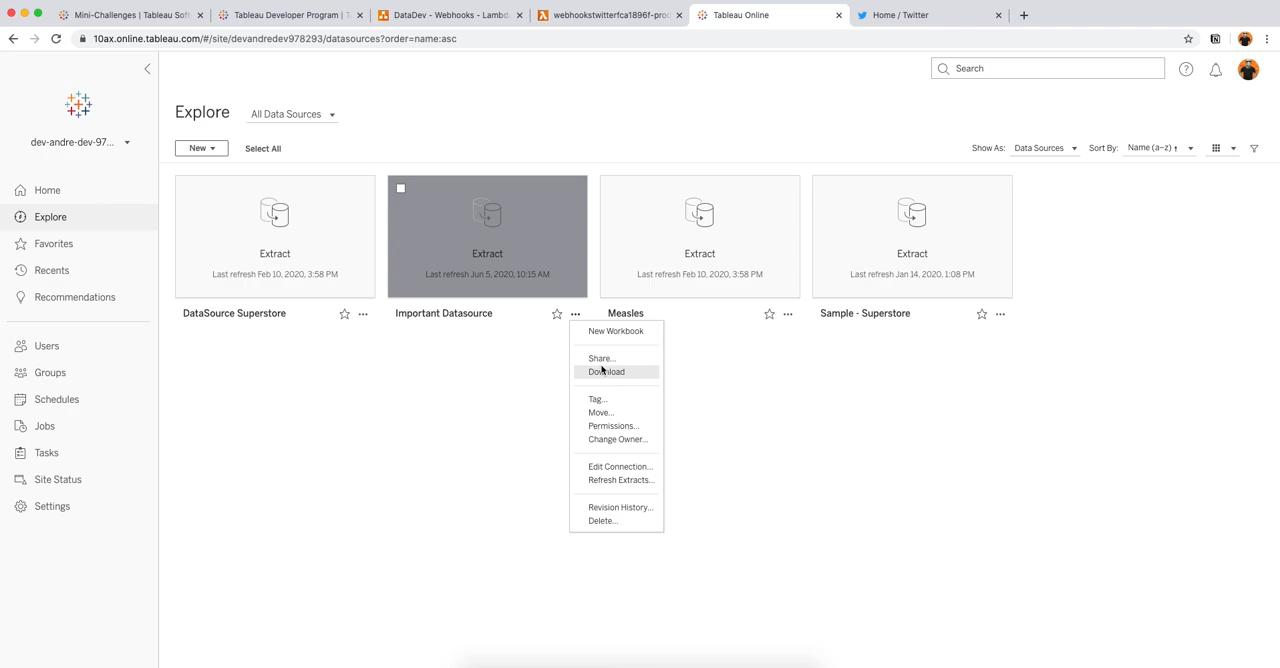 Mini-Challenges | Tableau Soft
Tableau Developer Program | T
DataDev - Webhooks - Lambda
webhookstwitterfca1896f-prod
Tableau Online
Home / Twitter
10ax.online.tableau.com/#/site/devandredev978293/datasources?order=name:asc
Search
Explore
All Data Sources
dev-andre-dev-97...
New
Select All
Show As:
Data Sources
Sort By:
Name (a–z) ↑
Home
Explore
Favorites
Recents
Recommendations
Users
Groups
Schedules
Jobs
Tasks
Site Status
Settings
Extract
Last refresh Feb 10, 2020, 3:58 PM
DataSource Superstore
Extract
Last refresh Jun 5, 2020, 10:15 AM
Important Datasource
Extract
Last refresh Feb 10, 2020, 3:58 PM
Measles
Extract
Last refresh Jan 14, 2020, 1:08 PM
Sample - Superstore
New Workbook
Share...
Download
Tag...
Move...
Permissions...
Change Owner...
Edit Connection...
Refresh Extracts...
Revision History...
Delete...